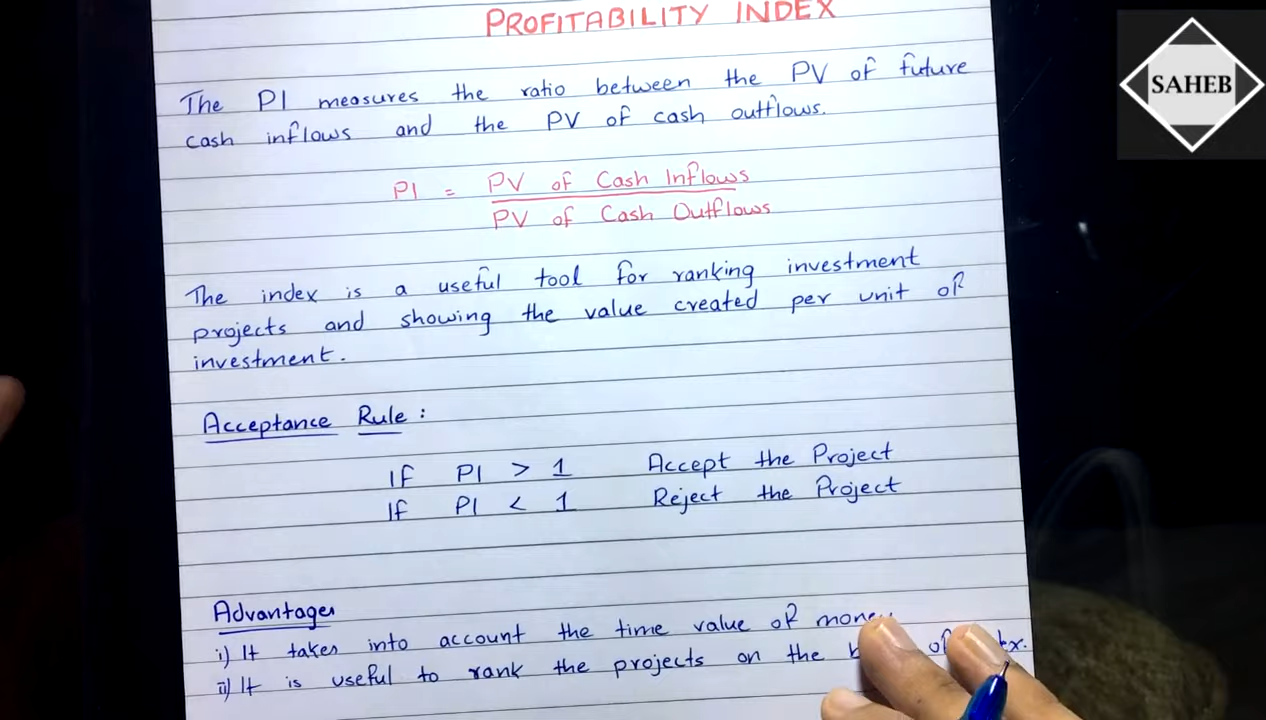 PROFITABILITY INDEX
SAHEB
The PI measures the ratio between the PV of future
cash inflows and the PV of cash outflows.
PI = PV of Cash Inflows
PV of Cash Outflows
The index is a useful tool for ranking investment
projects and showing the value created per unit of
investment.
Acceptance Rule:
If PI > 1 Accept the Project
If PI < 1 Reject the Project
Advantages
i) It takes into account the time value of
ii) It is useful to rank the projects on the of